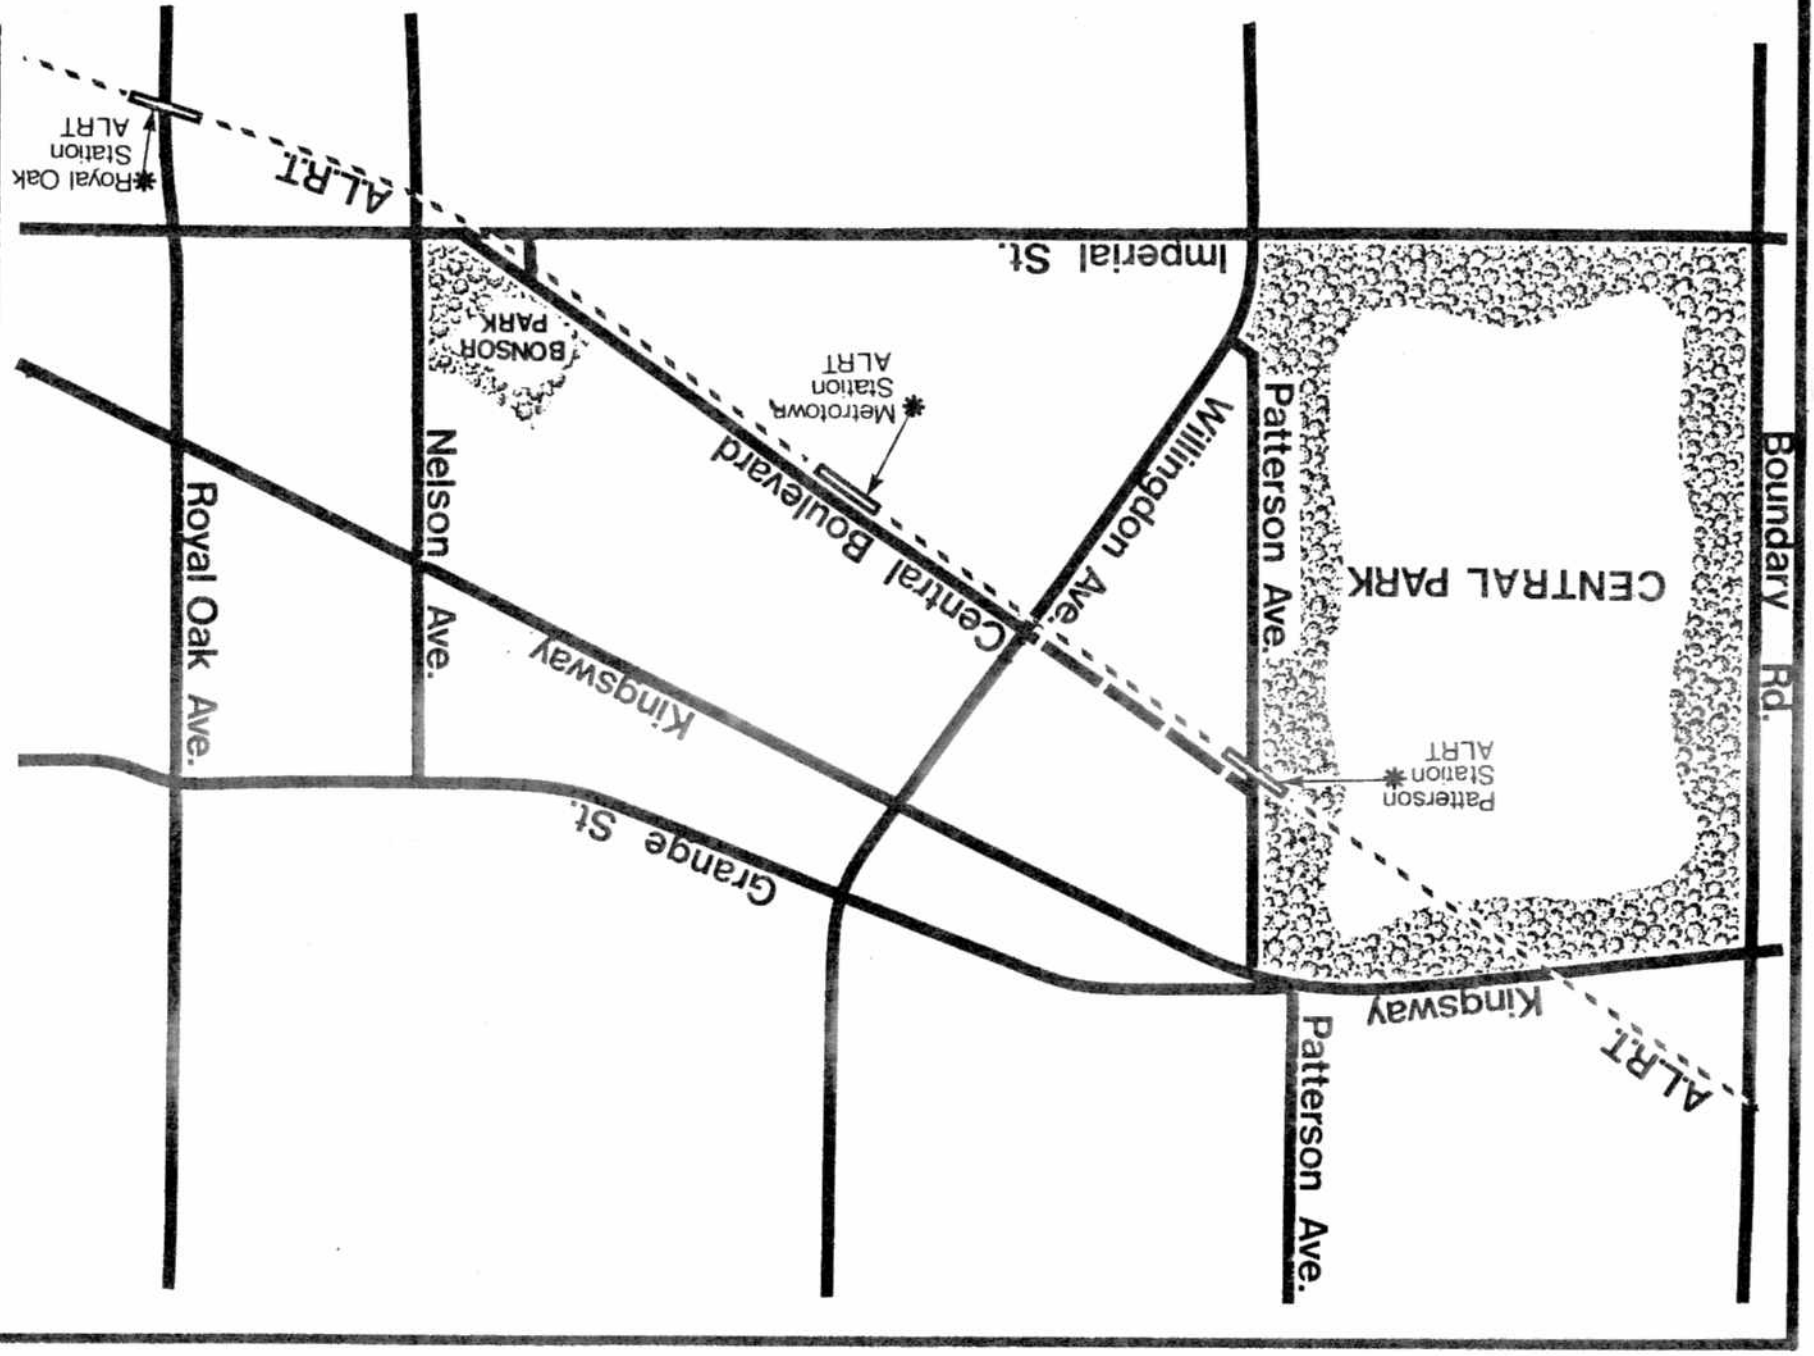 A.L.R.T.
Patterson Ave.
Kingsway
Boundary Rd.
Patterson
Station
ALRT
CENTRAL PARK
Patterson Ave.
Grange St.
Kingsway
Willingdon Ave.
Central Boulevard
Royal Oak Ave.
Nelson Ave.
Metrotown
Station
ALRT
BONSOR
PARK
Imperial St.
A.L.R.T.
Royal Oak
Station
ALRT